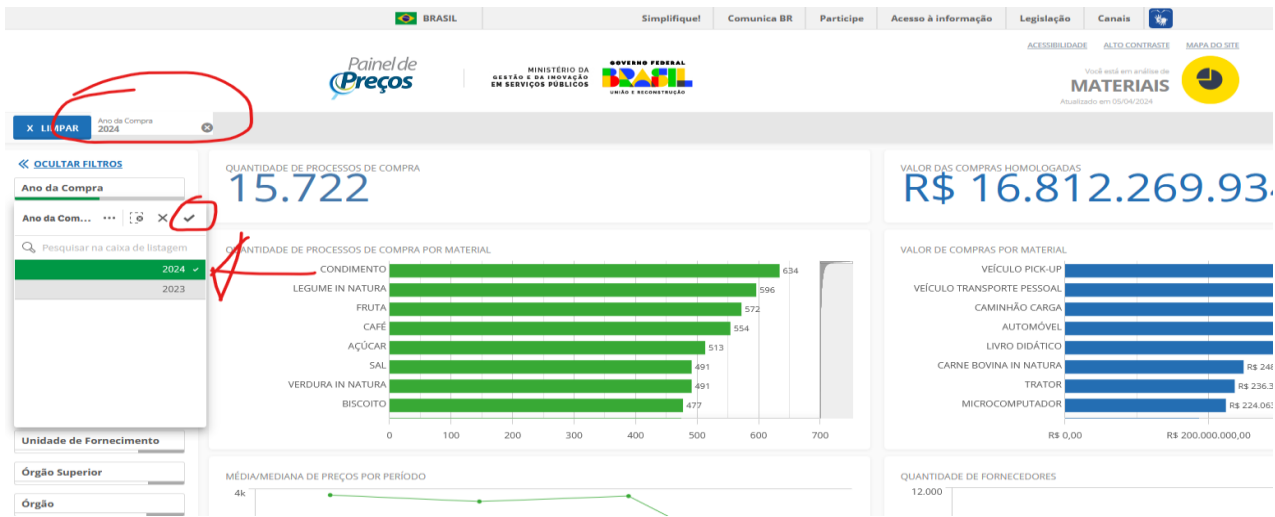 BRASIL
Simplifique!
Comunica BR
Participe
Acesso à informação
Legislação
Canais
ACESSIBILIDADE
ALTO CONTRASTE
MAPA DO SITE
Painel de
Preços
MINISTÉRIO DA
GESTÃO E DA INOVAÇÃO
EM SERVIÇOS PÚBLICOS
GOVERNO FEDERAL
BRASIL
UNIÃO E RECONSTRUÇÃO
Você está em análise de
MATERIAIS
Atualizado em 05/04/2024
X LIMPAR
Ano da Compra
2024
OCULTAR FILTROS
Ano da Compra
Ano da Com...
Pesquisar na caixa de listagem
2024
2023
Unidade de Fornecimento
Órgão Superior
Órgão
QUANTIDADE DE PROCESSOS DE COMPRA
15.722
VALOR DAS COMPRAS HOMOLOGADAS
R$ 16.812.269.934
QUANTIDADE DE PROCESSOS DE COMPRA POR MATERIAL
CONDIMENTO 634
LEGUME IN NATURA 596
FRUTA 572
CAFÉ 554
AÇÚCAR 513
SAL 491
VERDURA IN NATURA 491
BISCOITO 477
0 100 200 300 400 500 600 700
VALOR DE COMPRAS POR MATERIAL
VEÍCULO PICK-UP
VEÍCULO TRANSPORTE PESSOAL
CAMINHÃO CARGA
AUTOMÓVEL
LIVRO DIDÁTICO
CARNE BOVINA IN NATURA R$ 248
TRATOR R$ 236.3
MICROCOMPUTADOR R$ 224.063
R$ 0,00 R$ 200.000.000,00
MÉDIA/MEDIANA DE PREÇOS POR PERÍODO
4k
QUANTIDADE DE FORNECEDORES
12.000